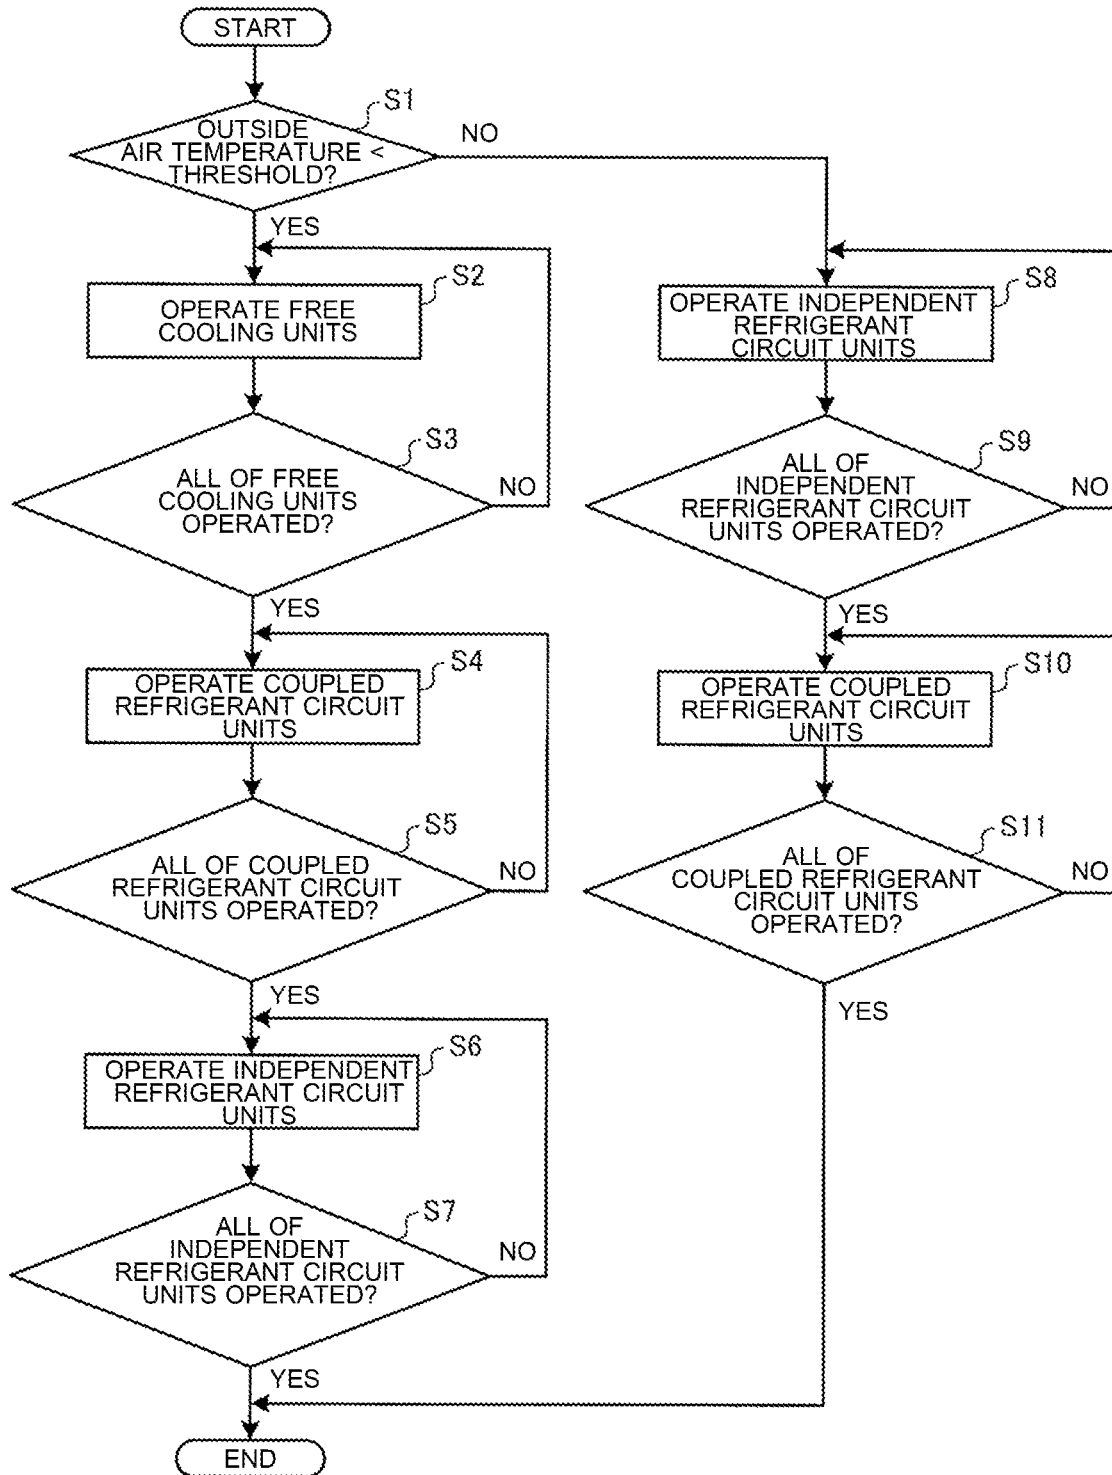 START
S1
OUTSIDE
AIR TEMPERATURE <
THRESHOLD?
NO
YES
S2
OPERATE FREE
COOLING UNITS
S3
ALL OF FREE
COOLING UNITS
OPERATED?
NO
YES
S4
OPERATE COUPLED
REFRIGERANT CIRCUIT
UNITS
S5
ALL OF COUPLED
REFRIGERANT CIRCUIT
UNITS OPERATED?
NO
YES
S6
OPERATE INDEPENDENT
REFRIGERANT CIRCUIT
UNITS
S7
ALL OF
INDEPENDENT
REFRIGERANT CIRCUIT
UNITS OPERATED?
NO
YES
S8
OPERATE INDEPENDENT
REFRIGERANT
CIRCUIT UNITS
S9
ALL OF
INDEPENDENT
REFRIGERANT CIRCUIT
UNITS OPERATED?
NO
YES
S10
OPERATE COUPLED
REFRIGERANT CIRCUIT
UNITS
S11
ALL OF
COUPLED REFRIGERANT
CIRCUIT UNITS
OPERATED?
NO
YES
END